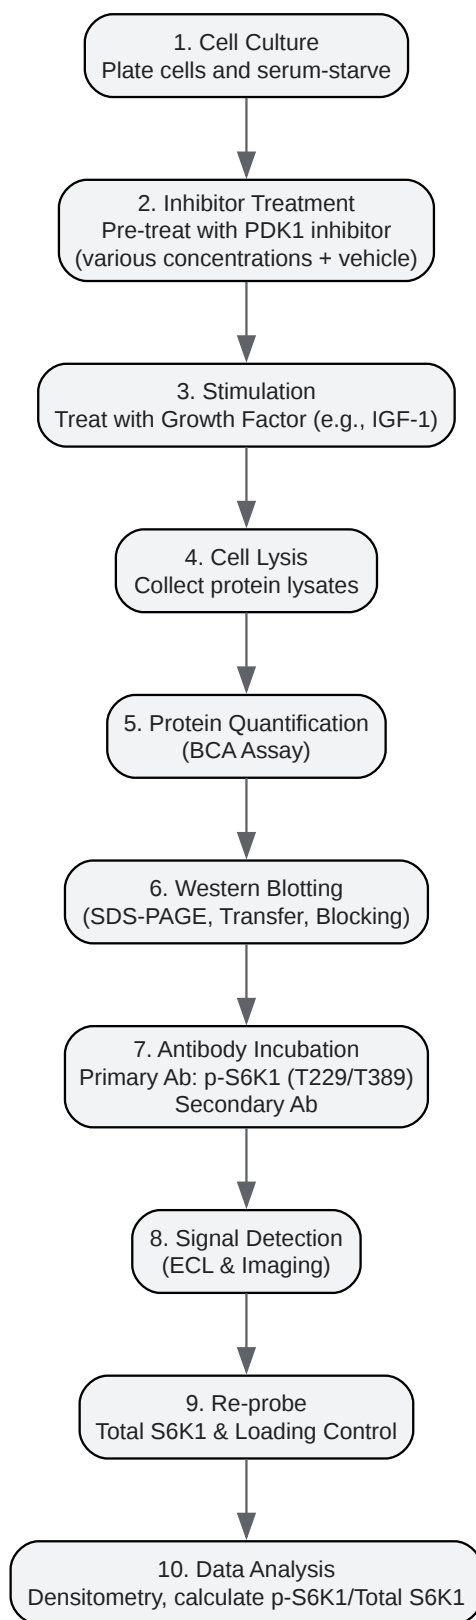 1. Cell Culture
Plate cells and serum-starve
2. Inhibitor Treatment
Pre-treat with PDK1 inhibitor
(various concentrations + vehicle)
3. Stimulation
Treat with Growth Factor (e.g., IGF-1)
4. Cell Lysis
Collect protein lysates
5. Protein Quantification
(BCA Assay)
6. Western Blotting
(SDS-PAGE, Transfer, Blocking)
7. Antibody Incubation
Primary Ab: p-S6K1 (T229/T389)
Secondary Ab
8. Signal Detection
(ECL & Imaging)
9. Re-probe
Total S6K1 & Loading Control
10. Data Analysis
Densitometry, calculate p-S6K1/Total S6K1